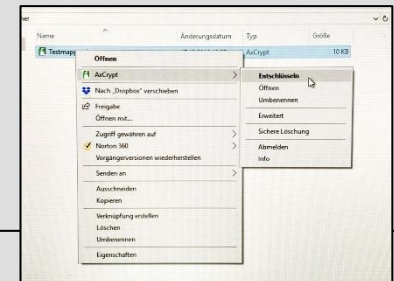 ner
Name
Änderungsdatum
Typ
Größe
Testmapp
AxCrypt
10 KB
Öffnen
AxCrypt
Nach „Dropbox“ verschieben
Freigabe
Öffnen mit...
Zugriff gewähren auf
Norton 360
Vorgängerversionen wiederherstellen
Senden an
Ausschneiden
Kopieren
Verknüpfung erstellen
Löschen
Umbenennen
Eigenschaften
Entschlüsseln
Öffnen
Umbenennen
Erweitert
Sichere Löschung
Abmelden
Info